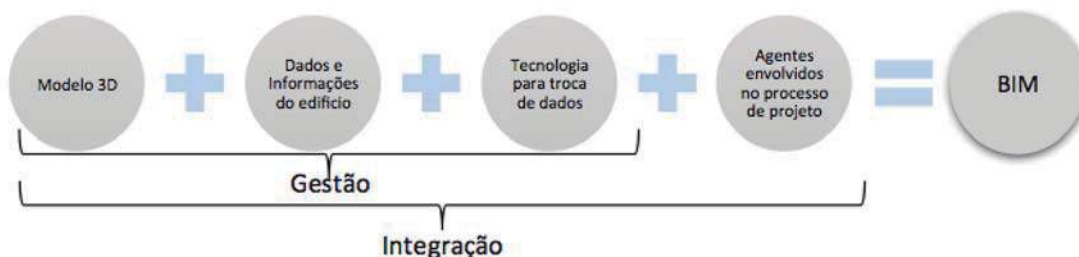 Modelo 3D
Dados e
Informações
do edificio
Tecnologia
para troca
de dados
Agentes
envolvidos
no processo
de projeto
BIM
Gestão
Integração